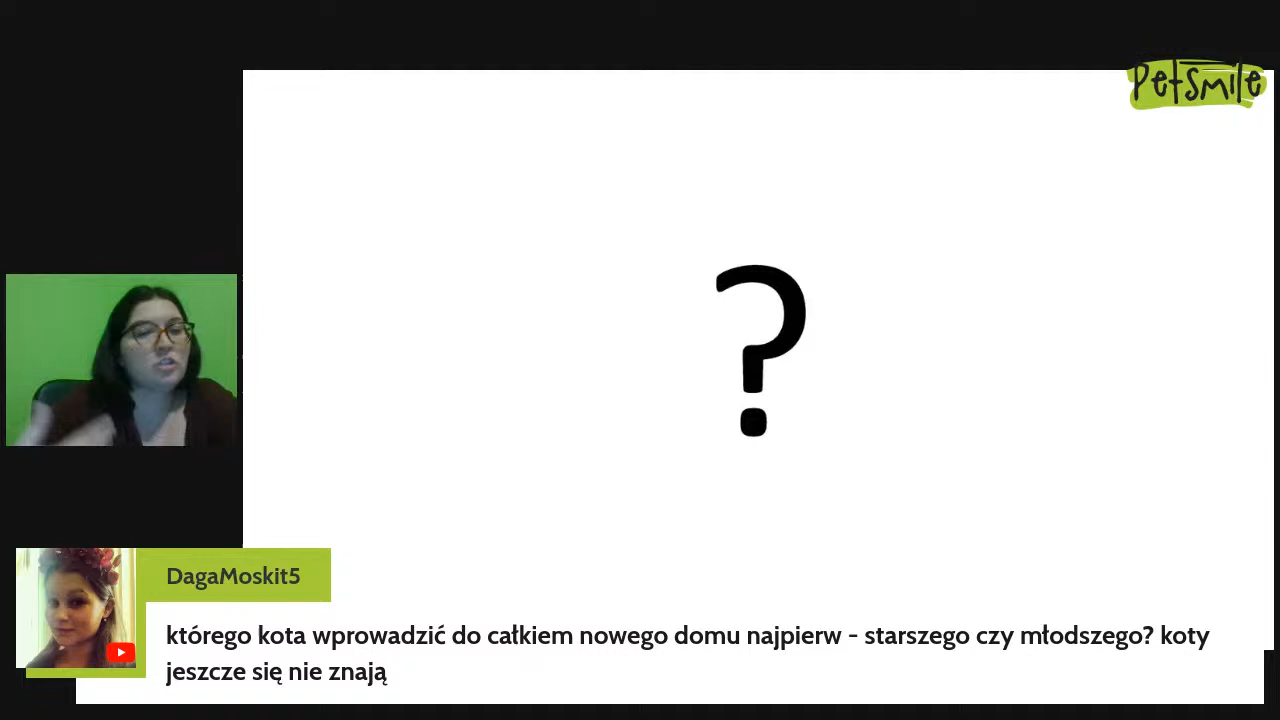 PetSmile
?
DagaMoskit5
którego kota wprowadzić do całkiem nowego domu najpierw - starszego czy młodszego? koty
jeszcze się nie znają